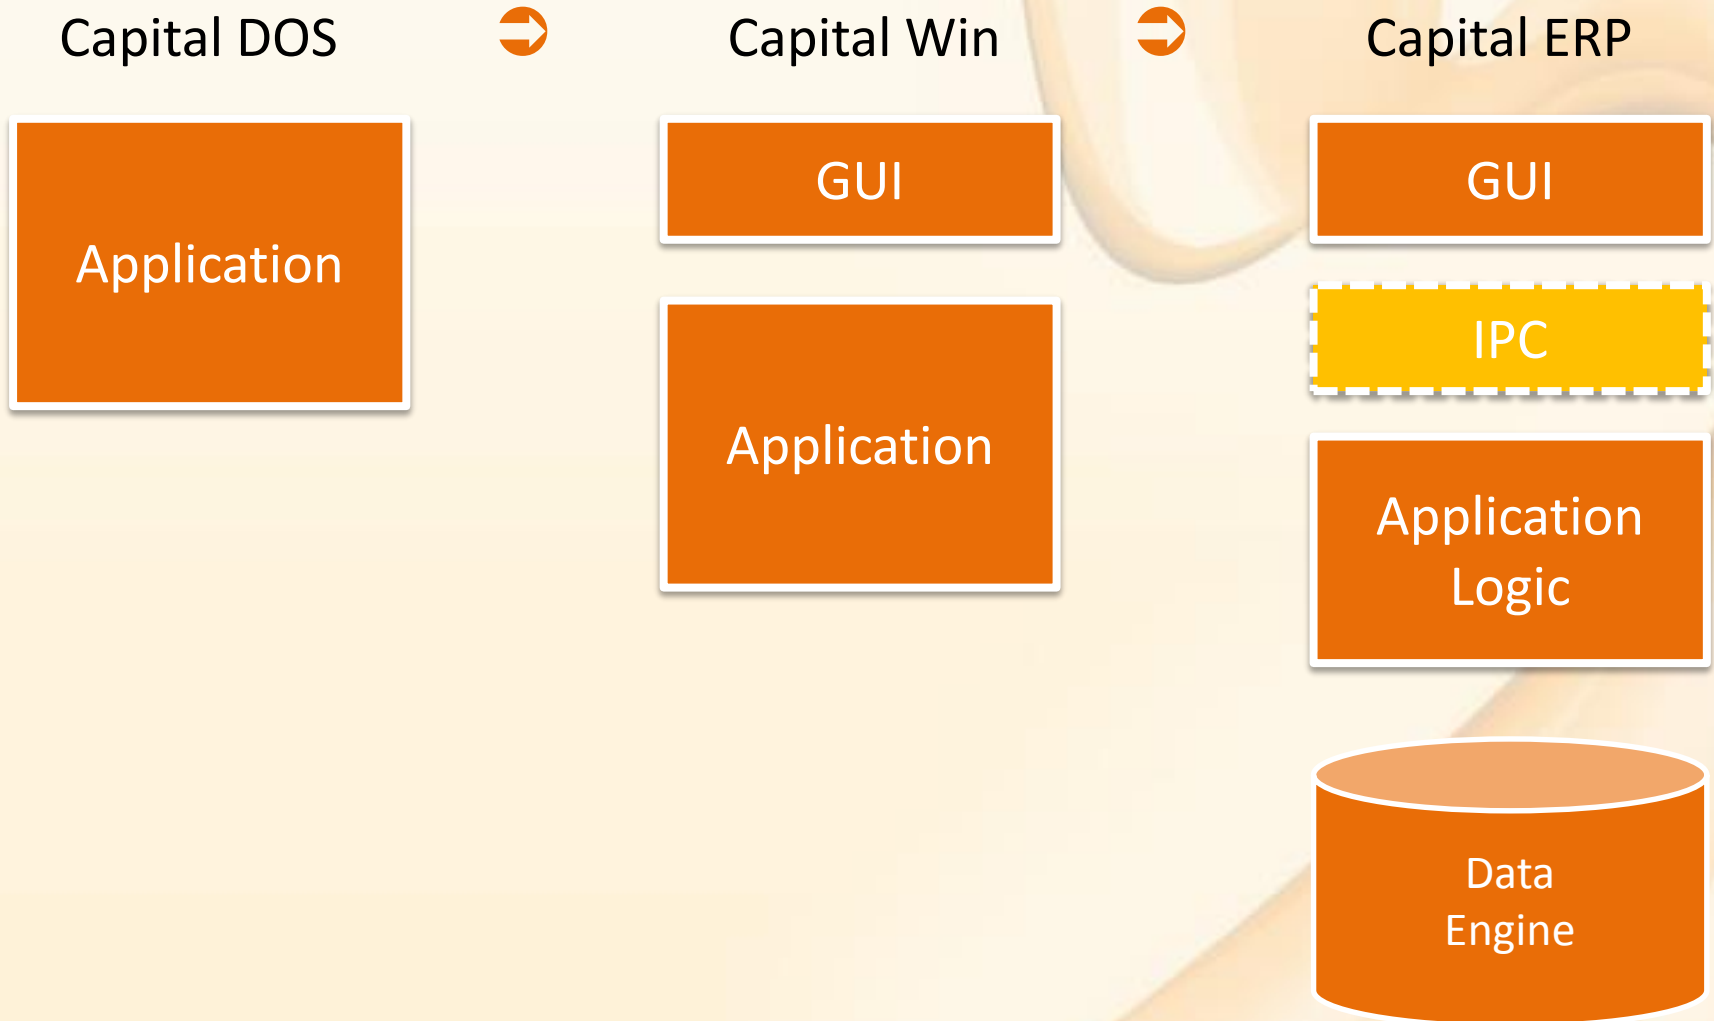 Capital DOS
Capital Win
Capital ERP
Application
GUI
Application
GUI
IPC
Application
Logic
Data
Engine